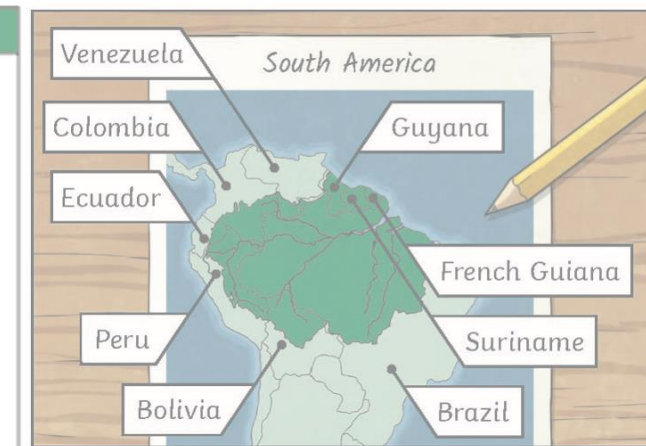 South America
Venezuela
Colombia
Guyana
Ecuador
French Guiana
Peru
Suriname
Bolivia
Brazil